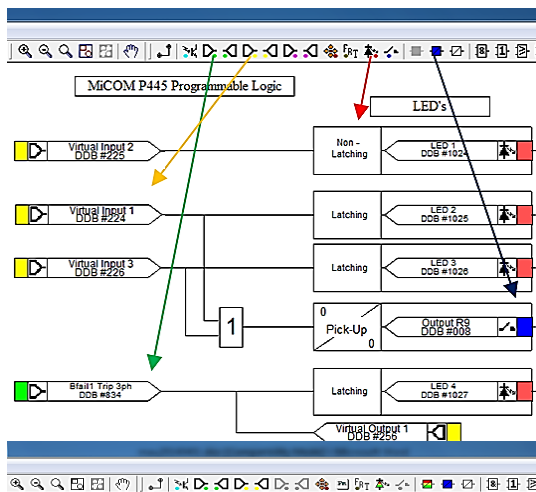 MiCOM P445 Programmable Logic
LED's
Virtual Input 2
DDB #225
Non -
Latching
LED 1
DDB #1024
Virtual Input 1
DDB #224
Latching
LED 2
DDB #1025
Virtual Input 3
DDB #226
Latching
LED 3
DDB #1026
1
0
Pick-Up
0
Output R9
DDB #008
Bfail1 Trip 3ph
DDB #834
Latching
LED 4
DDB #1027
Virtual Output 1
DDB #256